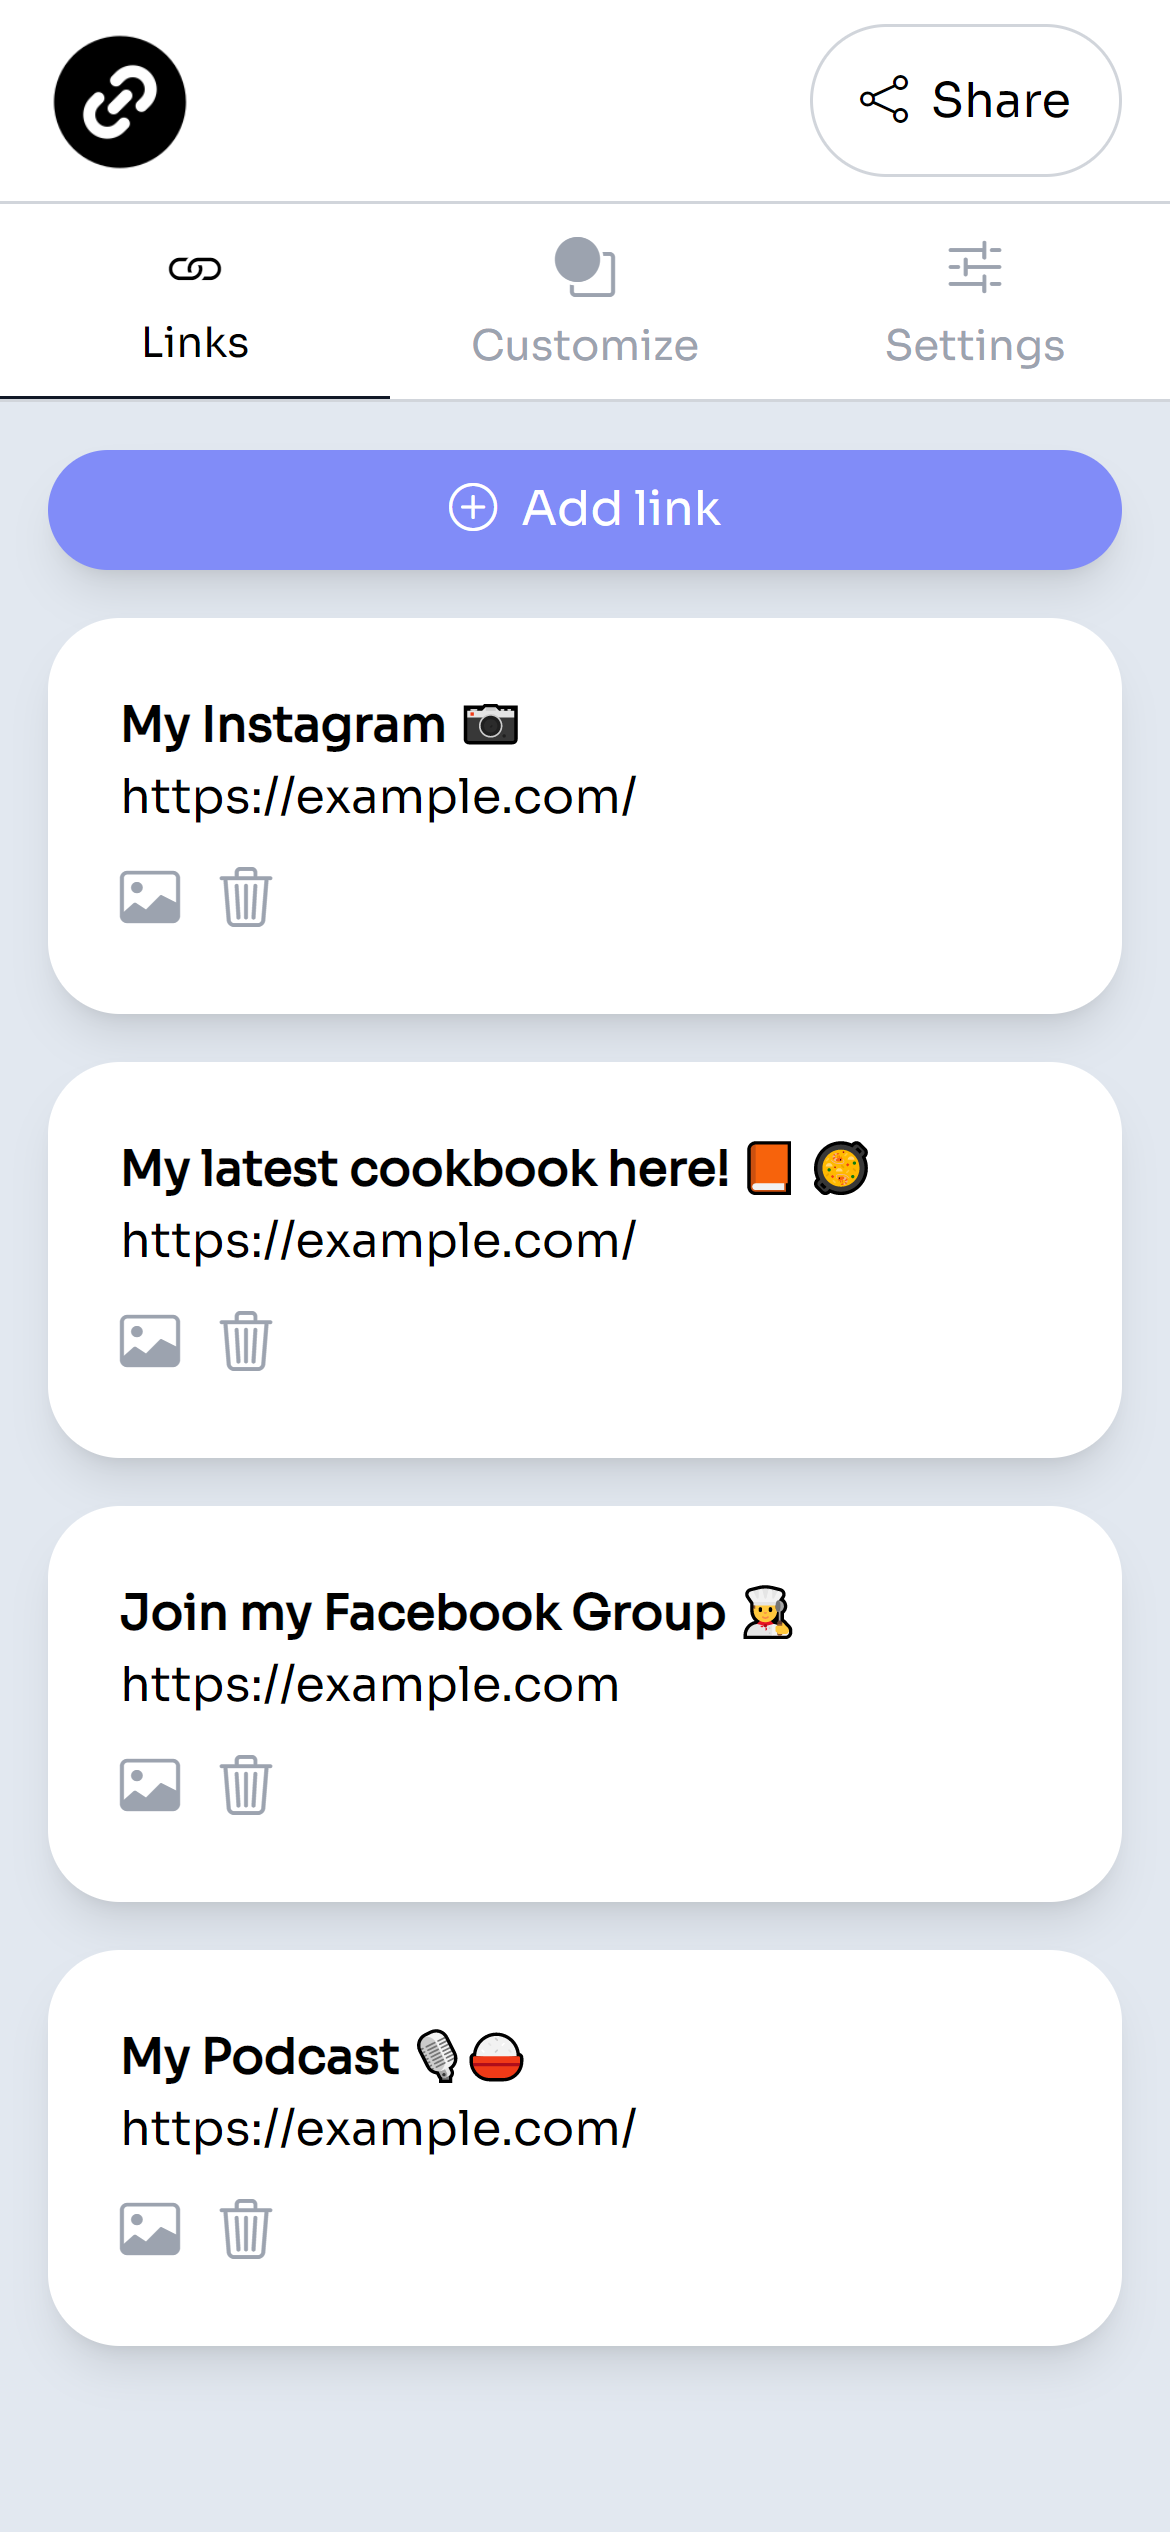 Share
Links
Customize
Settings
Add link
My Instagram 📷
https://example.com/
My latest cookbook here! 📙 🥘
https://example.com/
Join my Facebook Group 👩‍🍳
https://example.com
My Podcast 🎙️🍚
https://example.com/